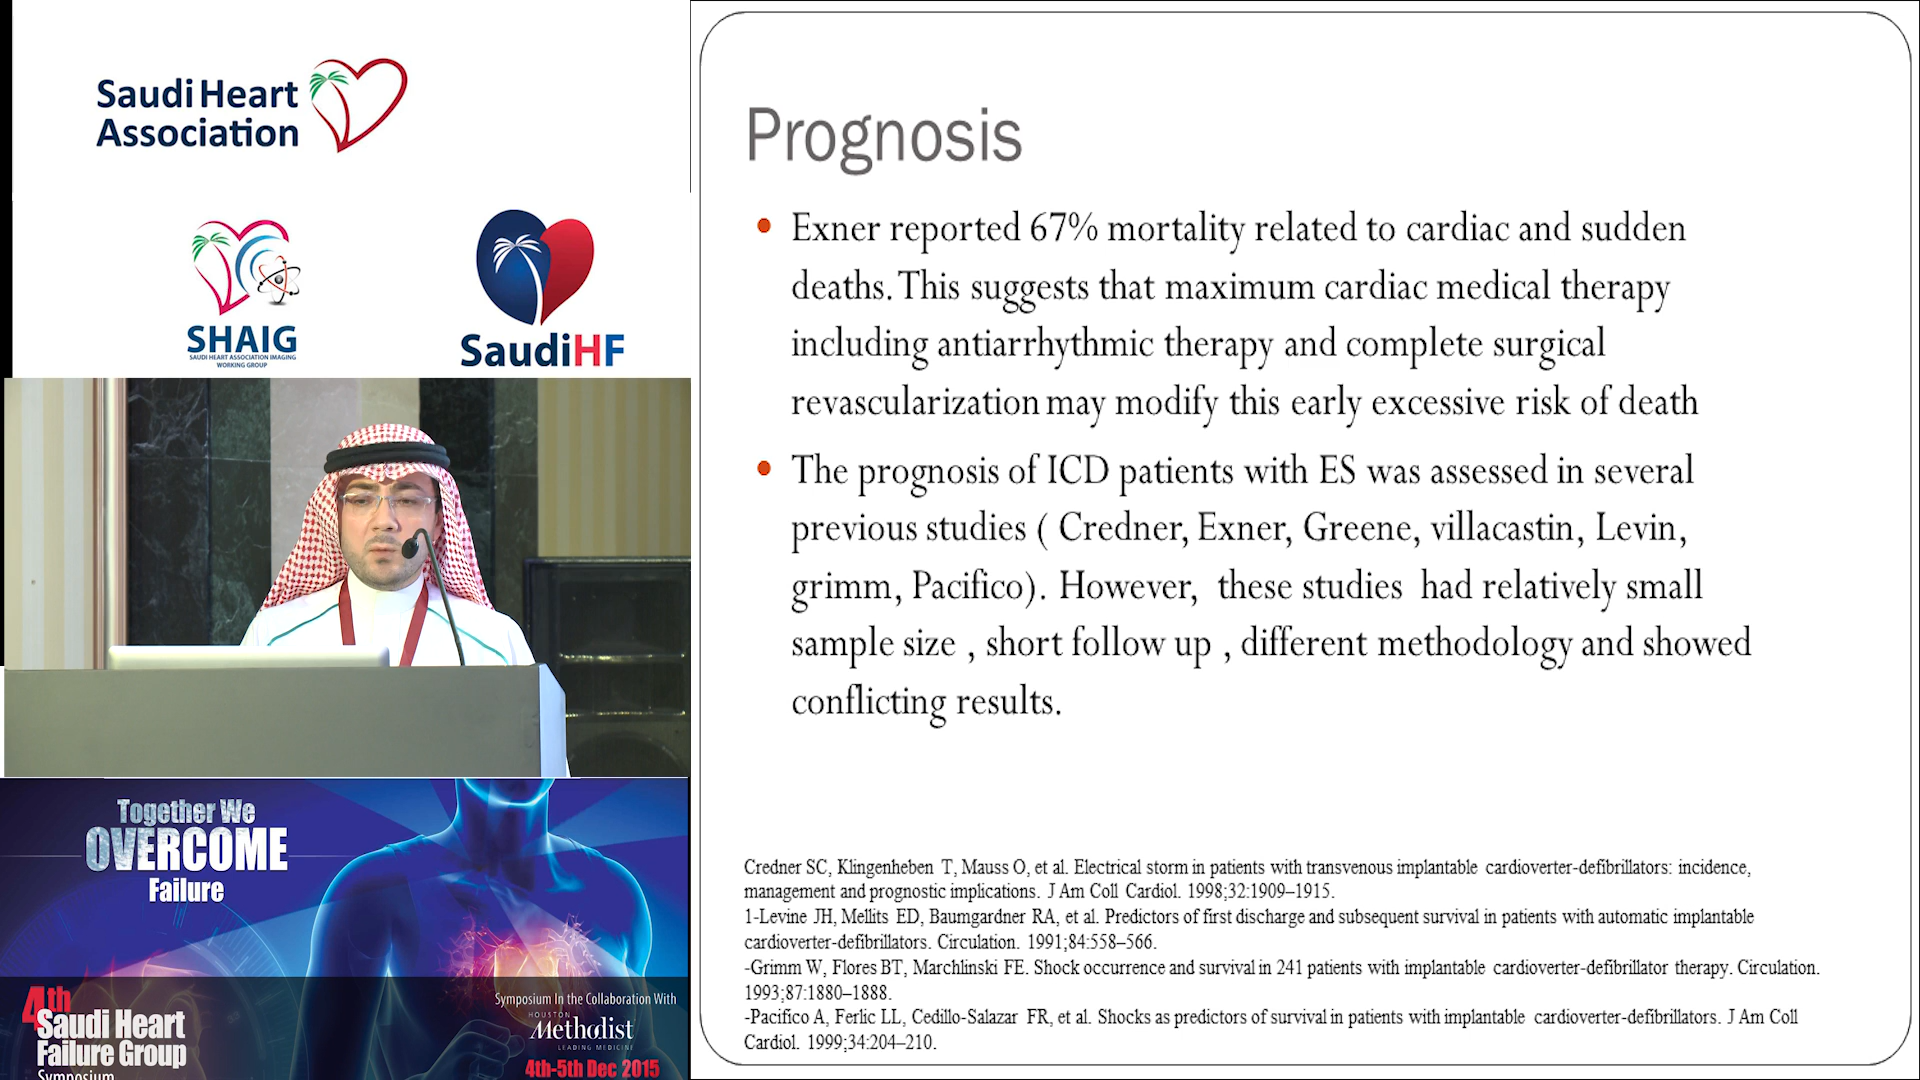 Saudi Heart
Association
SHAIG
SAUDI HEART ASSOCIATION IMAGING
WORKING GROUP
SaudiHF
Together We
OVERCOME
Failure
4th
Saudi Heart
Failure Group
Symposium
Symposium In the Collaboration With
HOUSTON
Methodist
LEADING MEDICINE
4th-5th Dec 2015
Prognosis
• Exner reported 67% mortality related to cardiac and sudden
deaths. This suggests that maximum cardiac medical therapy
including antiarrhythmic therapy and complete surgical
revascularization may modify this early excessive risk of death
• The prognosis of ICD patients with ES was assessed in several
previous studies ( Credner, Exner, Greene, villacastin, Levin,
grimm, Pacifico). However, these studies had relatively small
sample size , short follow up , different methodology and showed
conflicting results.
Credner SC, Klingenheben T, Mauss O, et al. Electrical storm in patients with transvenous implantable cardioverter-defibrillators: incidence,
management and prognostic implications. J Am Coll Cardiol. 1998;32:1909–1915.
1-Levine JH, Mellits ED, Baumgardner RA, et al. Predictors of first discharge and subsequent survival in patients with automatic implantable
cardioverter-defibrillators. Circulation. 1991;84:558–566.
-Grimm W, Flores BT, Marchlinski FE. Shock occurrence and survival in 241 patients with implantable cardioverter-defibrillator therapy. Circulation.
1993;87:1880–1888.
-Pacifico A, Ferlic LL, Cedillo-Salazar FR, et al. Shocks as predictors of survival in patients with implantable cardioverter-defibrillators. J Am Coll
Cardiol. 1999;34:204–210.